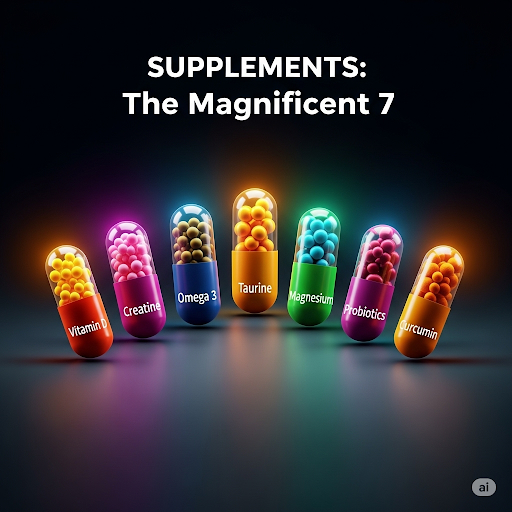 SUPPLEMENTS:
The Magnificent 7
Vitamin D
Creatine
Omega 3
Taurine
Magnesium
Probiotics
Curcumin
ai